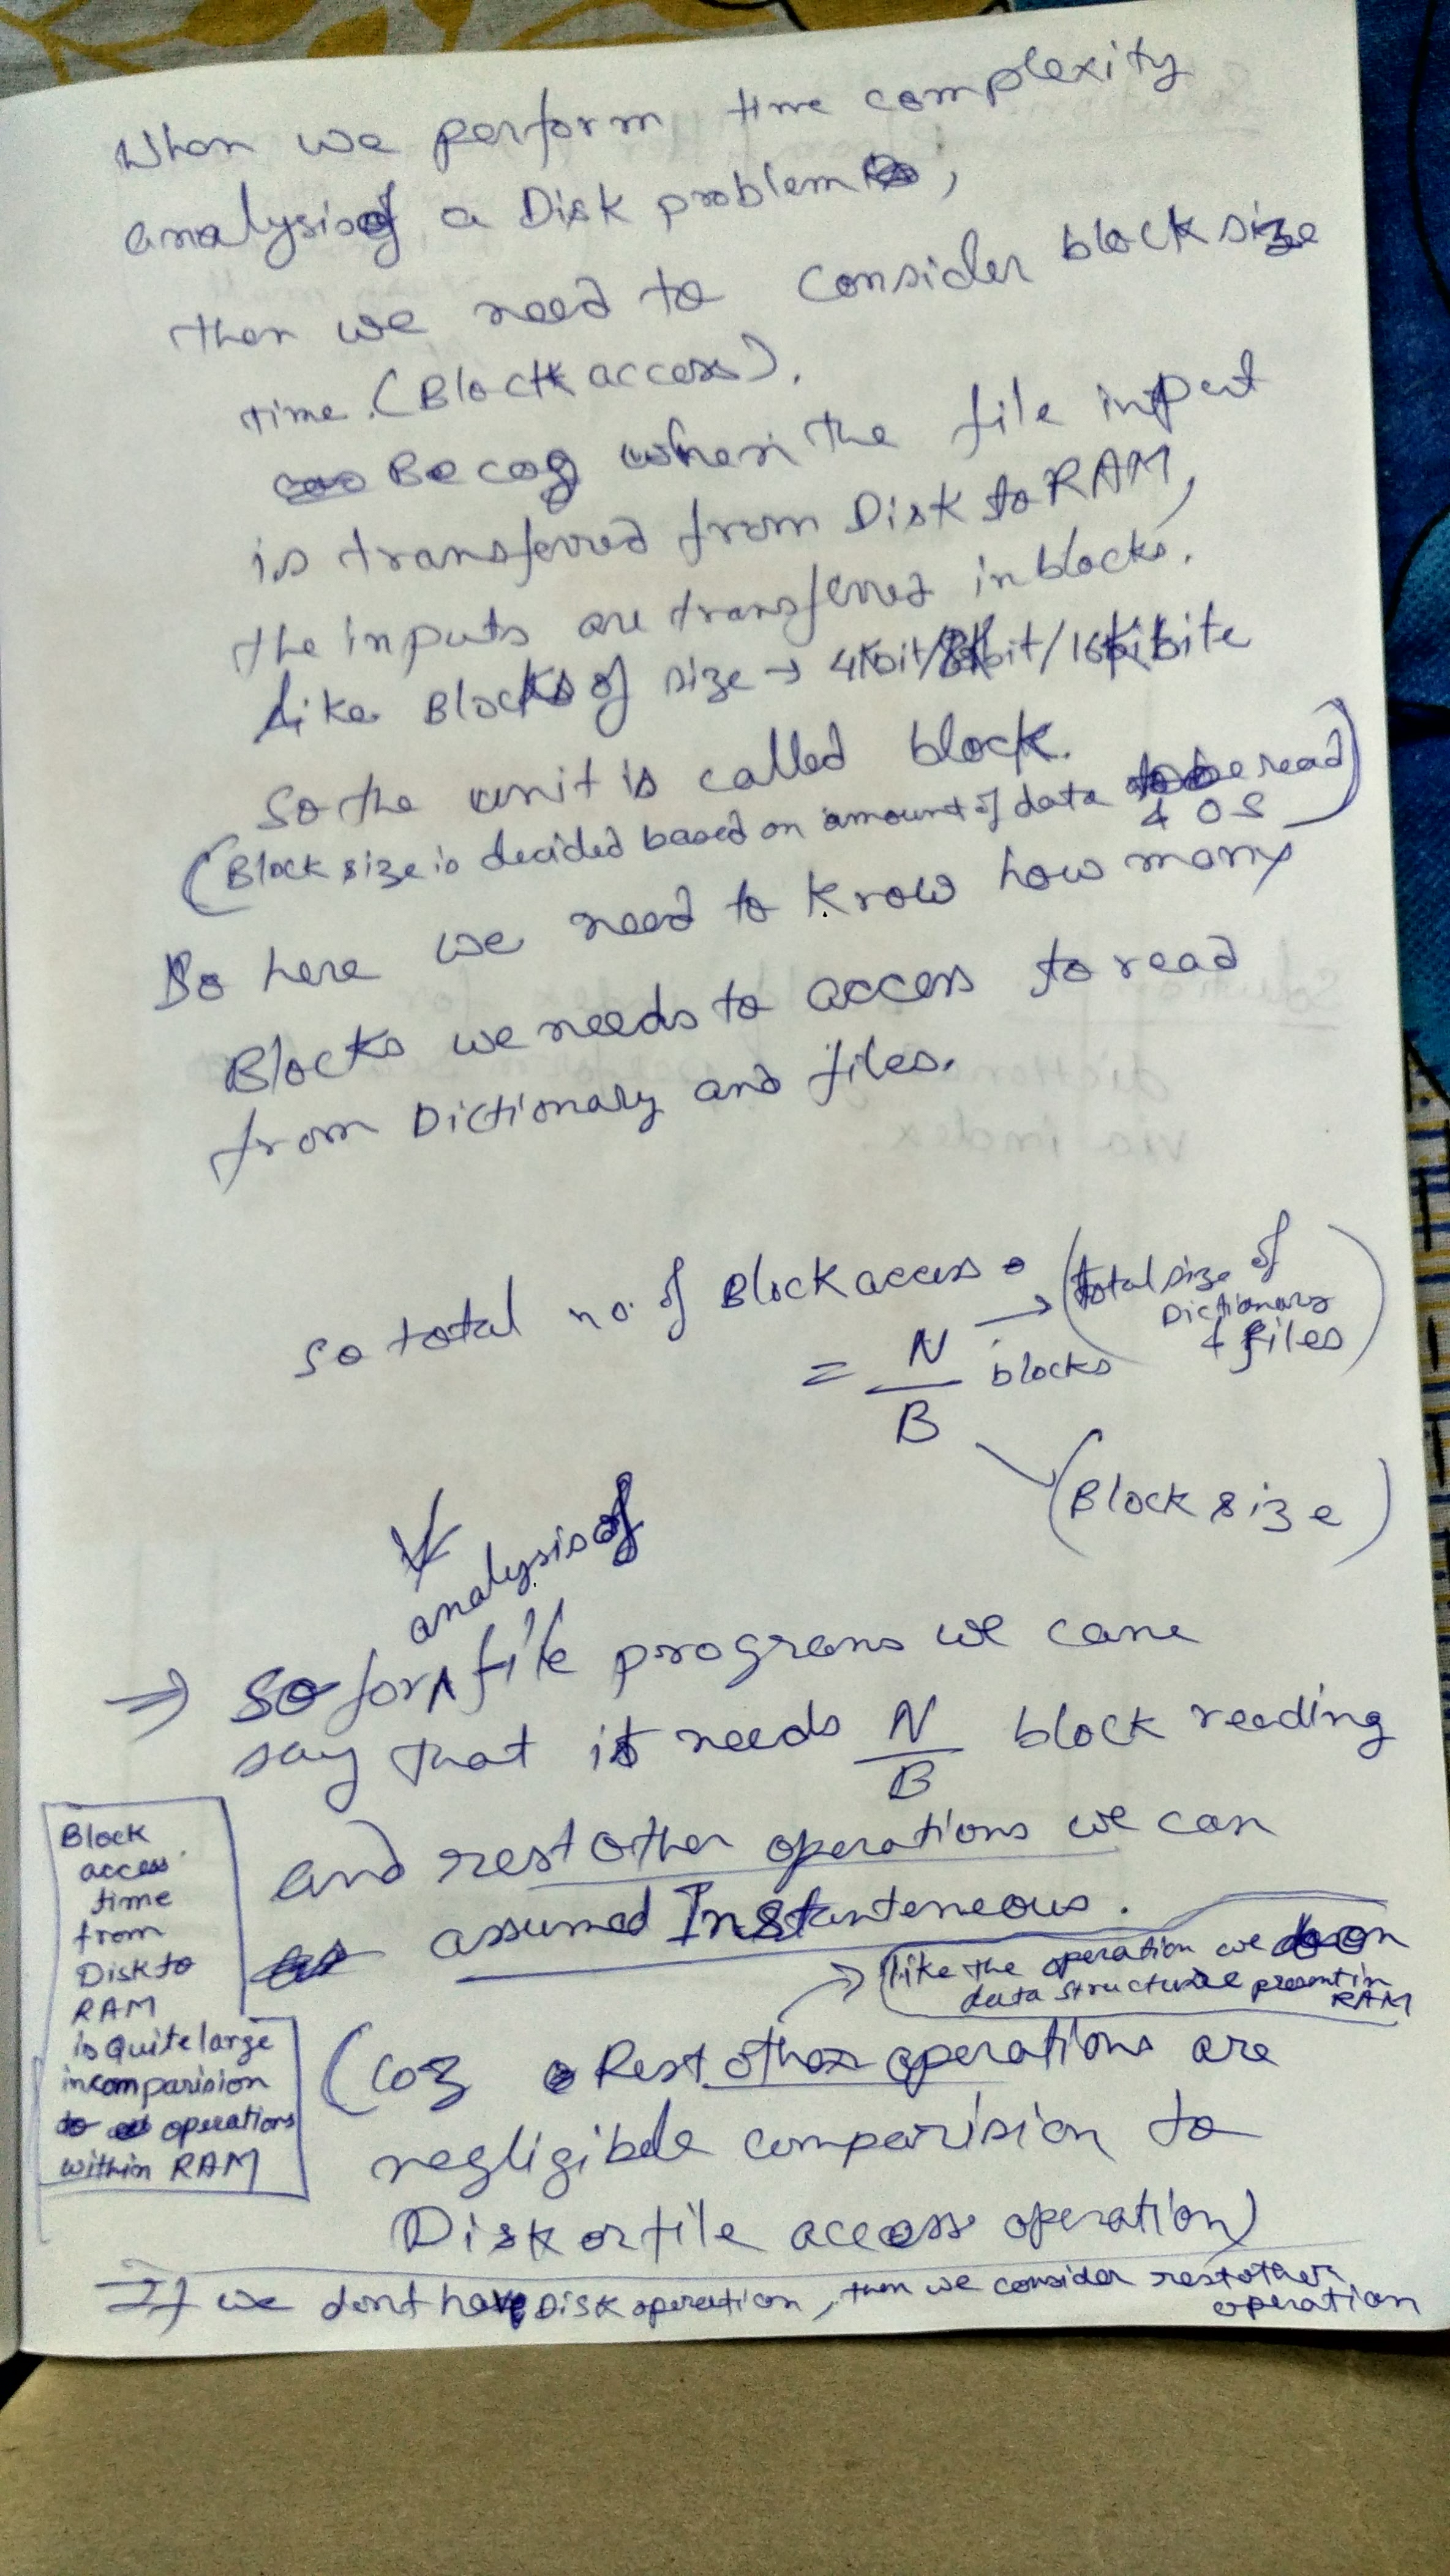 When we perform time complexity
analysis of a Disk problem,
then we need to consider block size
time. (Block access).
Becoz when the file input
is transferred from Disk to RAM,
the inputs are transferred in blocks.
Like Blocks of size → 4Kbit/8Kbit/16Kibite
So the unit is called block.
(Block size is decided based on amount of data to be read
& OS)
So here we need to know how many
Blocks we needs to access to read
from Dictionary and files.
So total no. of Block access
= N/B blocks
→ (total size of
Dictionary
& files)
(Block size)
analysis of
⇒ So for ∧ file programs we cane
say that it needs N/B block reading
and rest other operations we can
assumed Instanteneous.
→ (like the operation we do on
data structure present in
RAM
(coz Rest other operations are
negligible comparision to
Disk or file access operation)
⇒ If we dont have Disk operation, then we consider rest other
operation
Block
access
time
from
Disk to
RAM
is Quite large
in comparision
to operations
within RAM